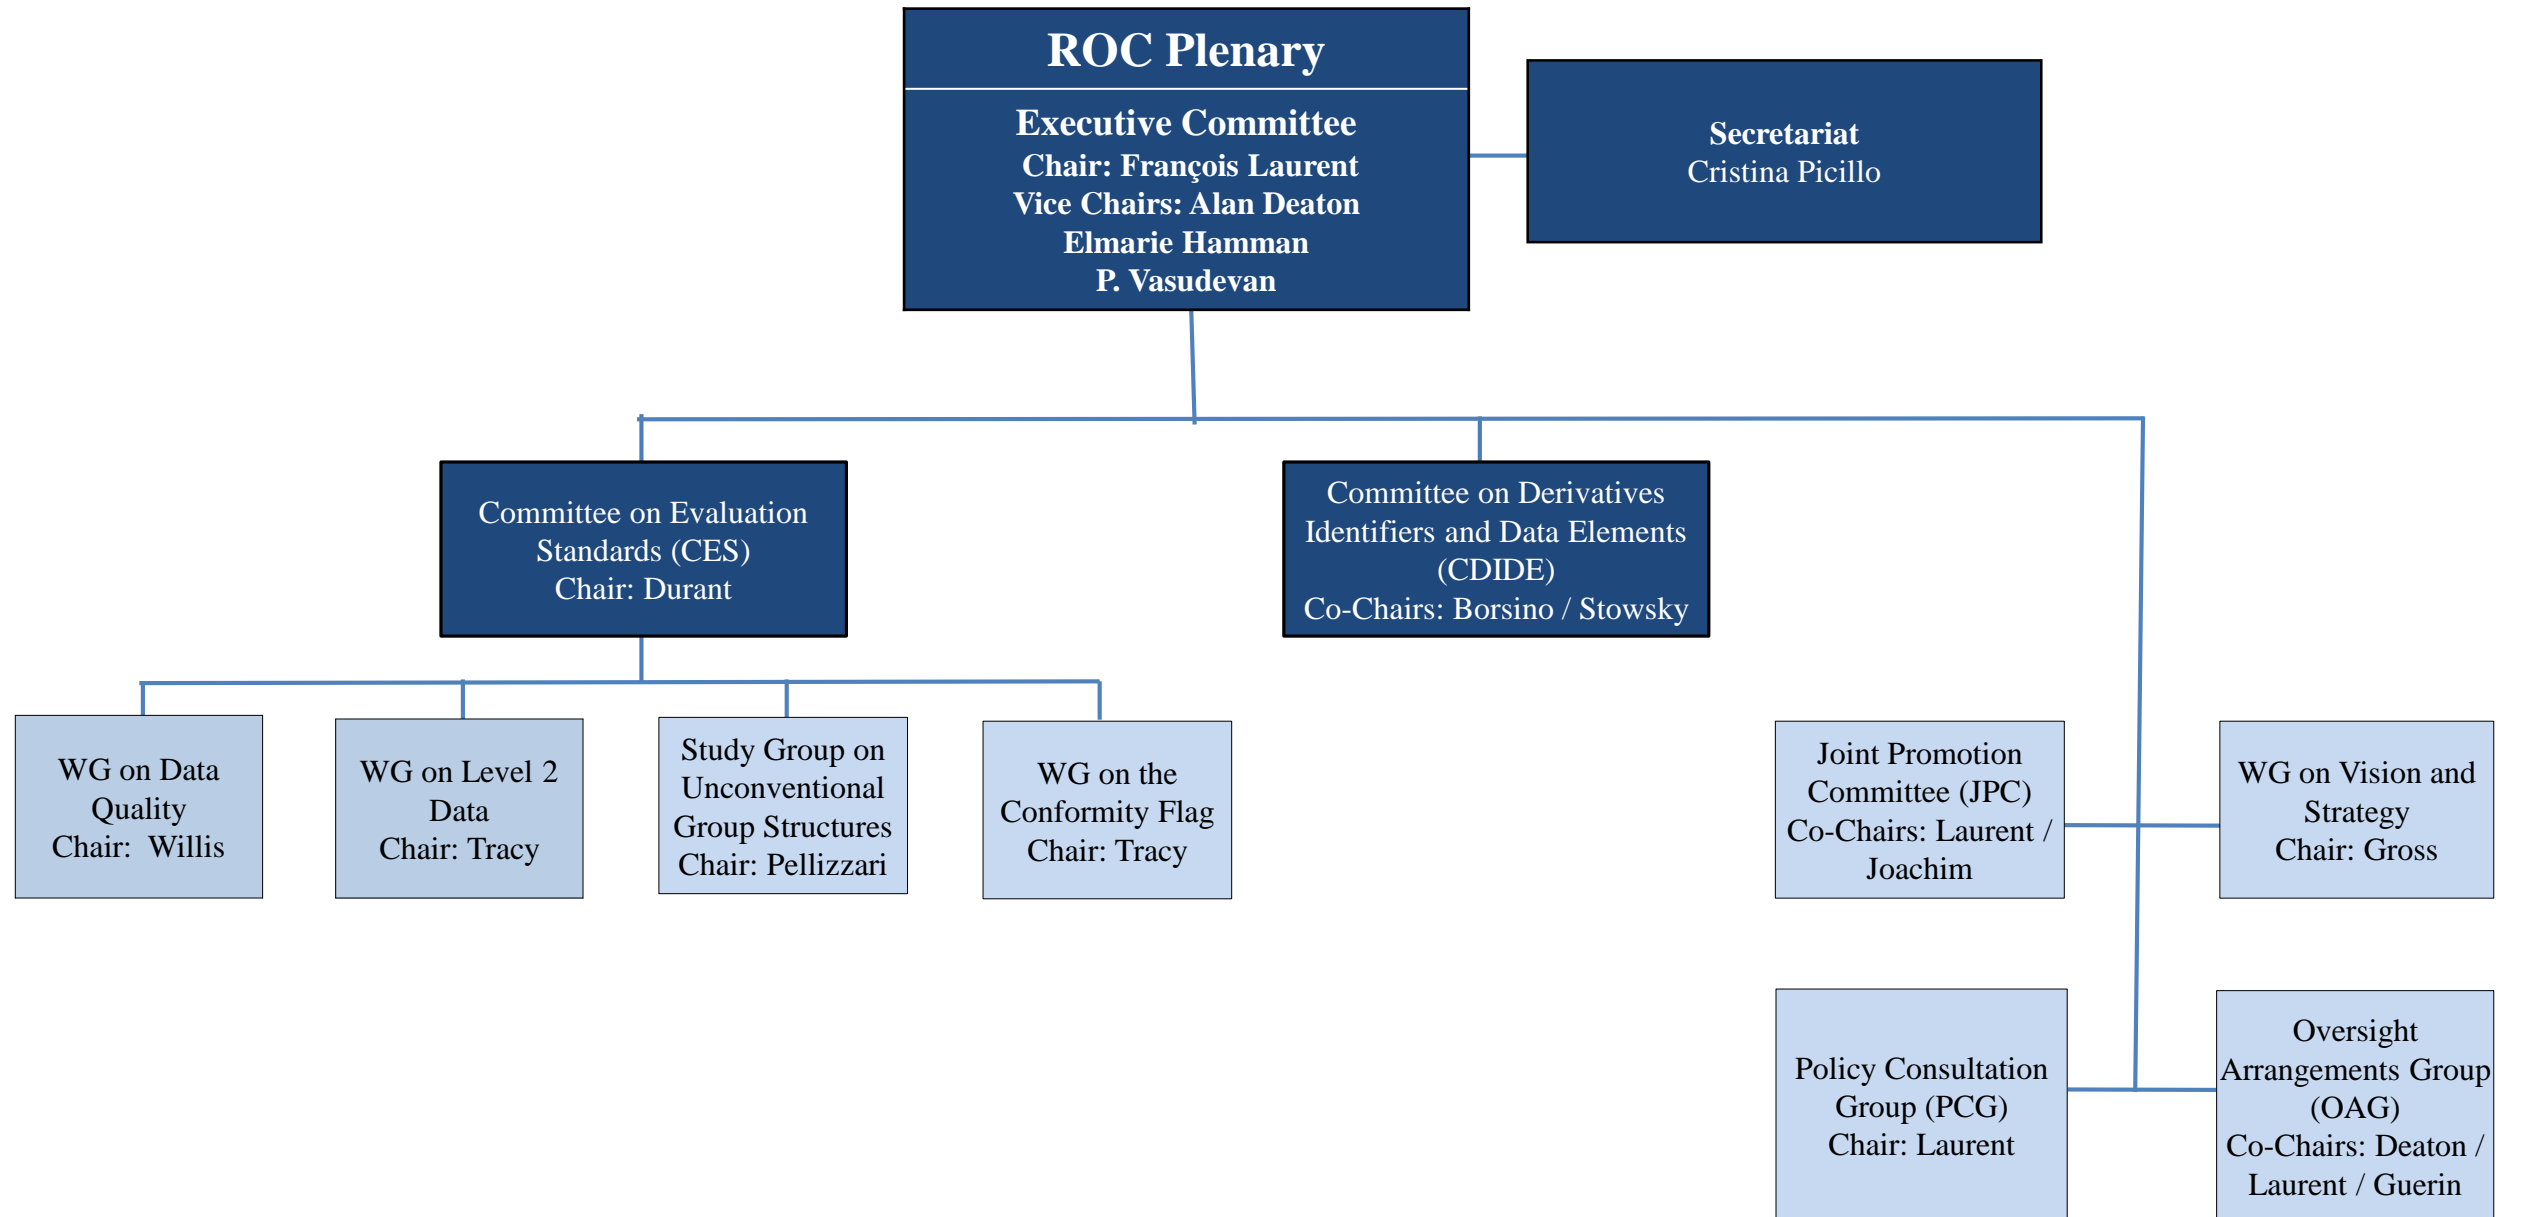 ROC Plenary
Executive Committee
Chair: François Laurent
Vice Chairs: Alan Deaton
Elmarie Hamman
P. Vasudevan
Secretariat
Cristina Picillo
Committee on Evaluation
Standards (CES)
Chair: Durant
Committee on Derivatives
Identifiers and Data Elements
(CDIDE)
Co-Chairs: Borsino / Stowsky
WG on Data
Quality
Chair: Willis
WG on Level 2
Data
Chair: Tracy
Study Group on
Unconventional
Group Structures
Chair: Pellizzari
WG on the
Conformity Flag
Chair: Tracy
Joint Promotion
Committee (JPC)
Co-Chairs: Laurent /
Joachim
WG on Vision and
Strategy
Chair: Gross
Policy Consultation
Group (PCG)
Chair: Laurent
Oversight
Arrangements Group
(OAG)
Co-Chairs: Deaton /
Laurent / Guerin